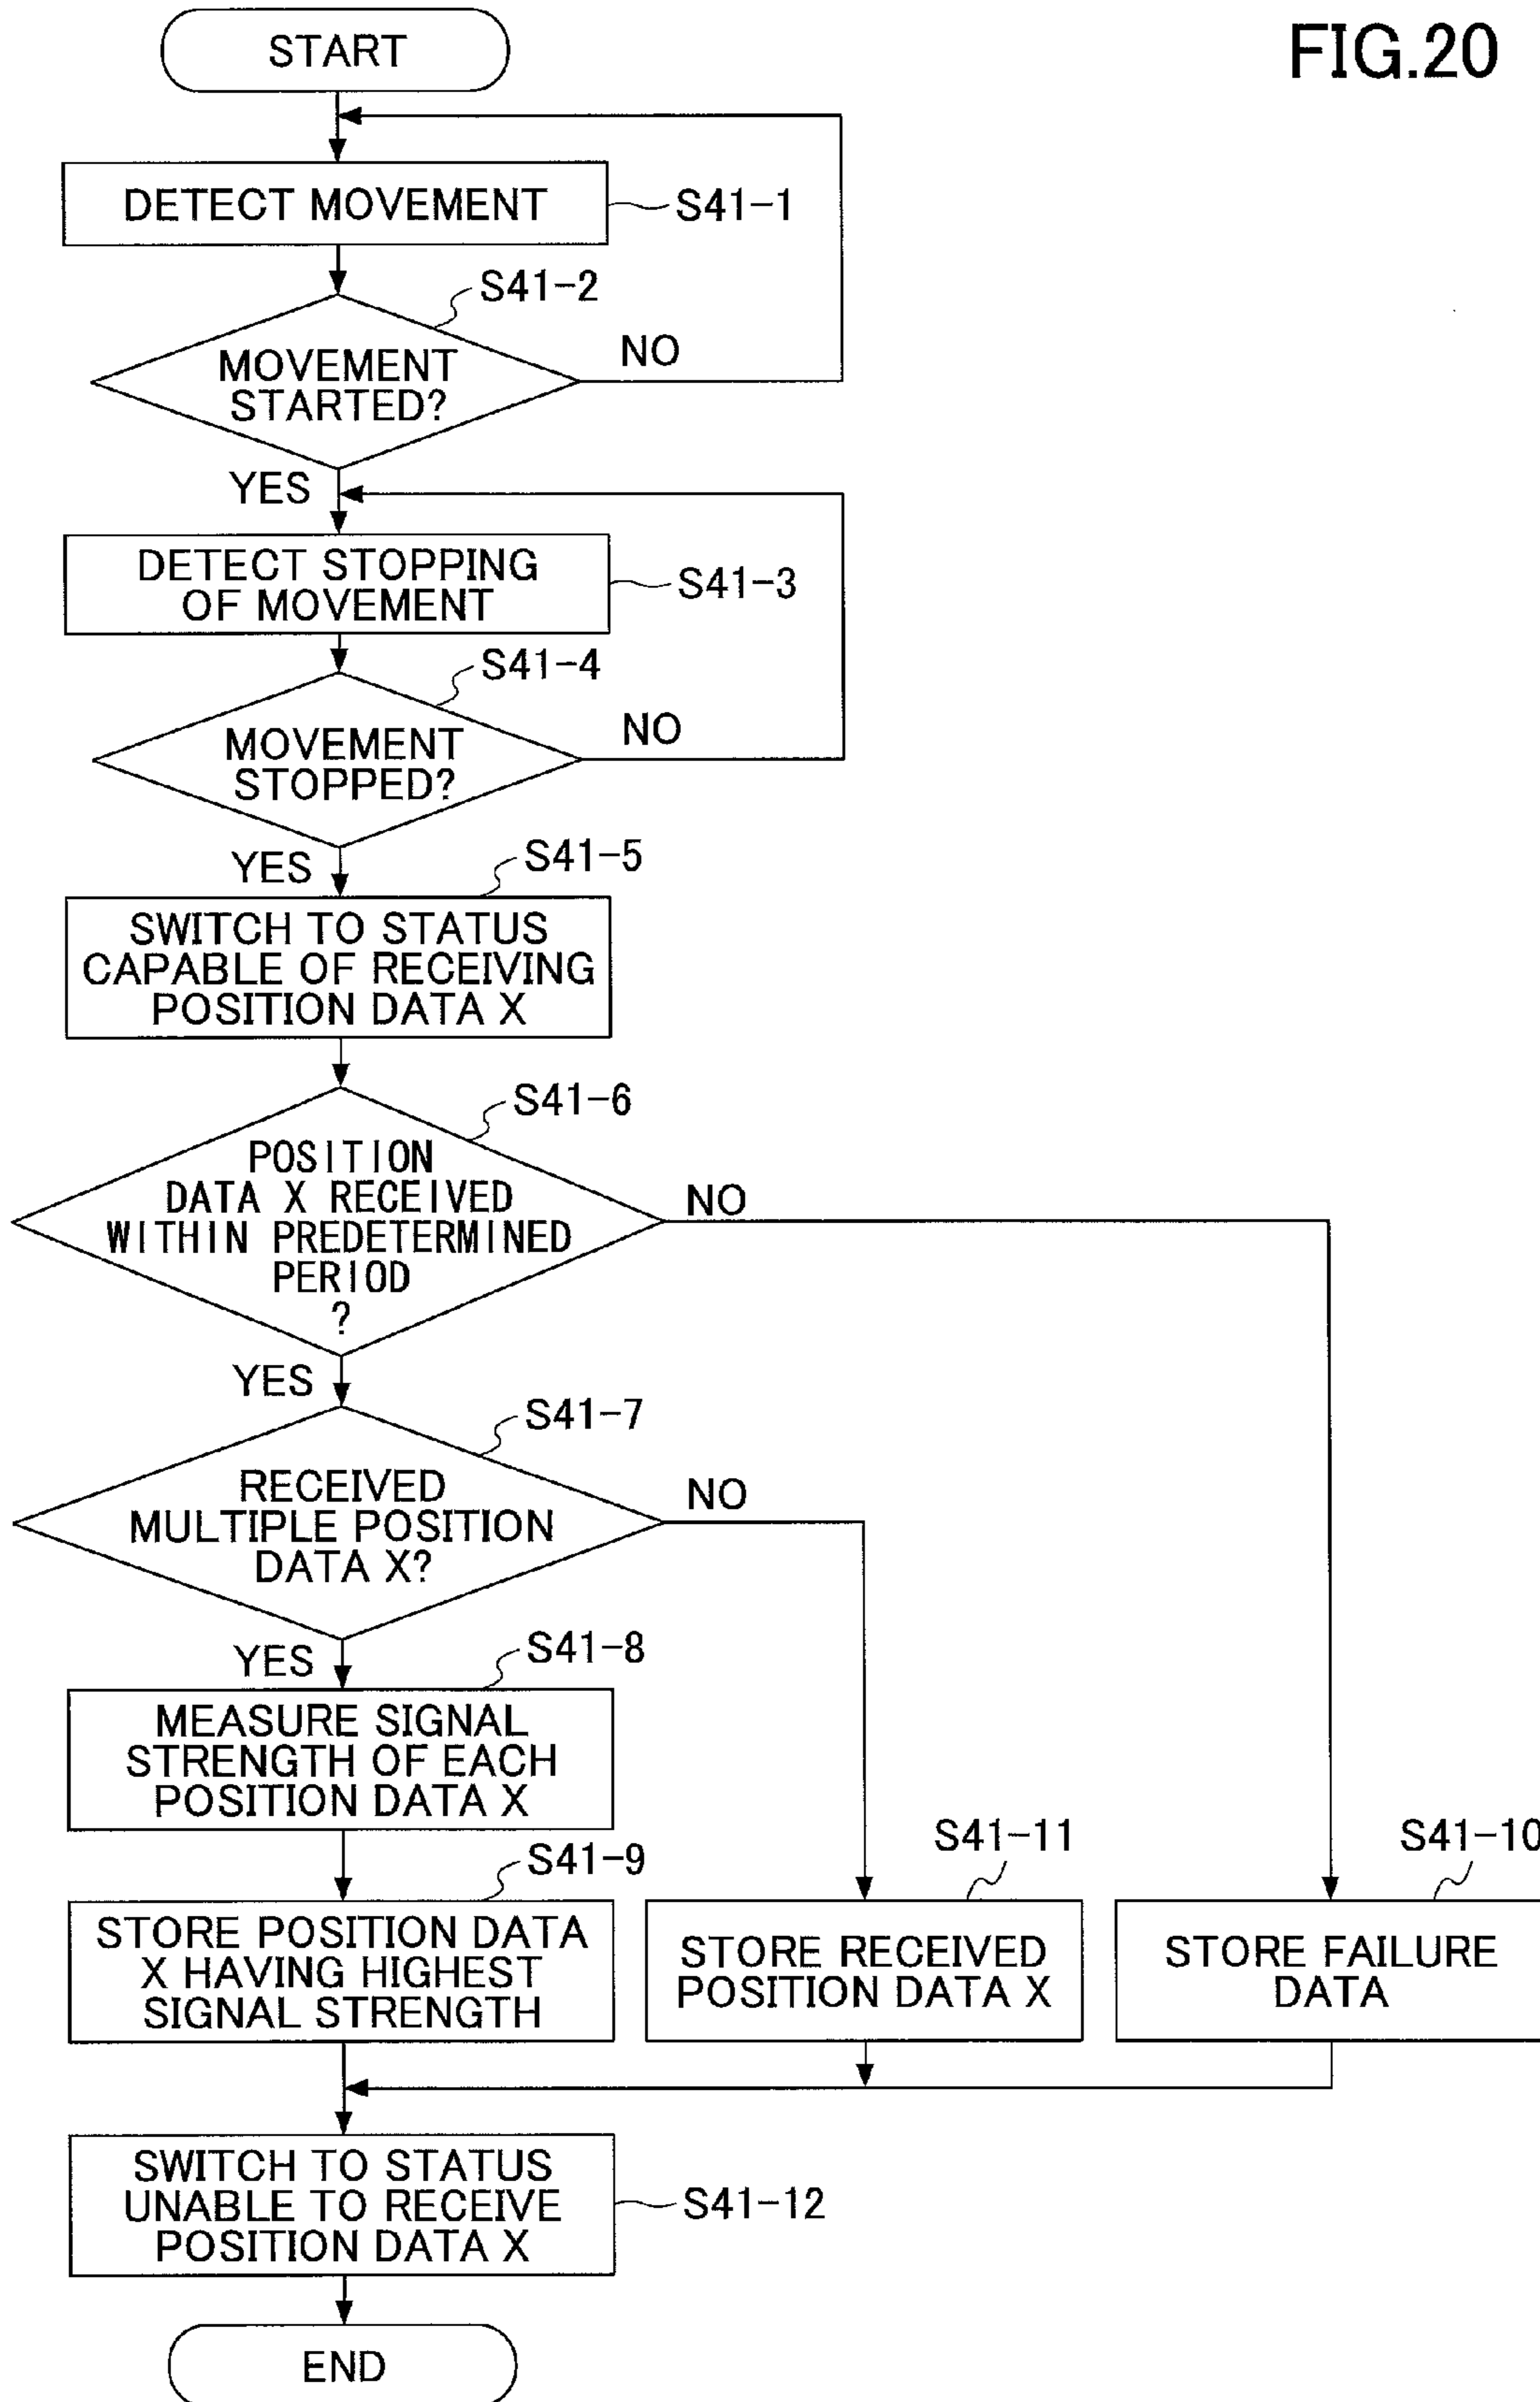 FIG.20
START
DETECT MOVEMENT
S41-1
S41-2
MOVEMENT
STARTED?
NO
YES
DETECT STOPPING
OF MOVEMENT
S41-3
S41-4
MOVEMENT
STOPPED?
NO
YES
S41-5
SWITCH TO STATUS
CAPABLE OF RECEIVING
POSITION DATA X
S41-6
POSITION
DATA X RECEIVED
WITHIN PREDETERMINED
PERIOD
?
NO
YES
S41-7
RECEIVED
MULTIPLE POSITION
DATA X?
NO
YES
S41-8
MEASURE SIGNAL
STRENGTH OF EACH
POSITION DATA X
S41-9
STORE POSITION DATA
X HAVING HIGHEST
SIGNAL STRENGTH
S41-11
STORE RECEIVED
POSITION DATA X
S41-10
STORE FAILURE
DATA
SWITCH TO STATUS
UNABLE TO RECEIVE
POSITION DATA X
S41-12
END